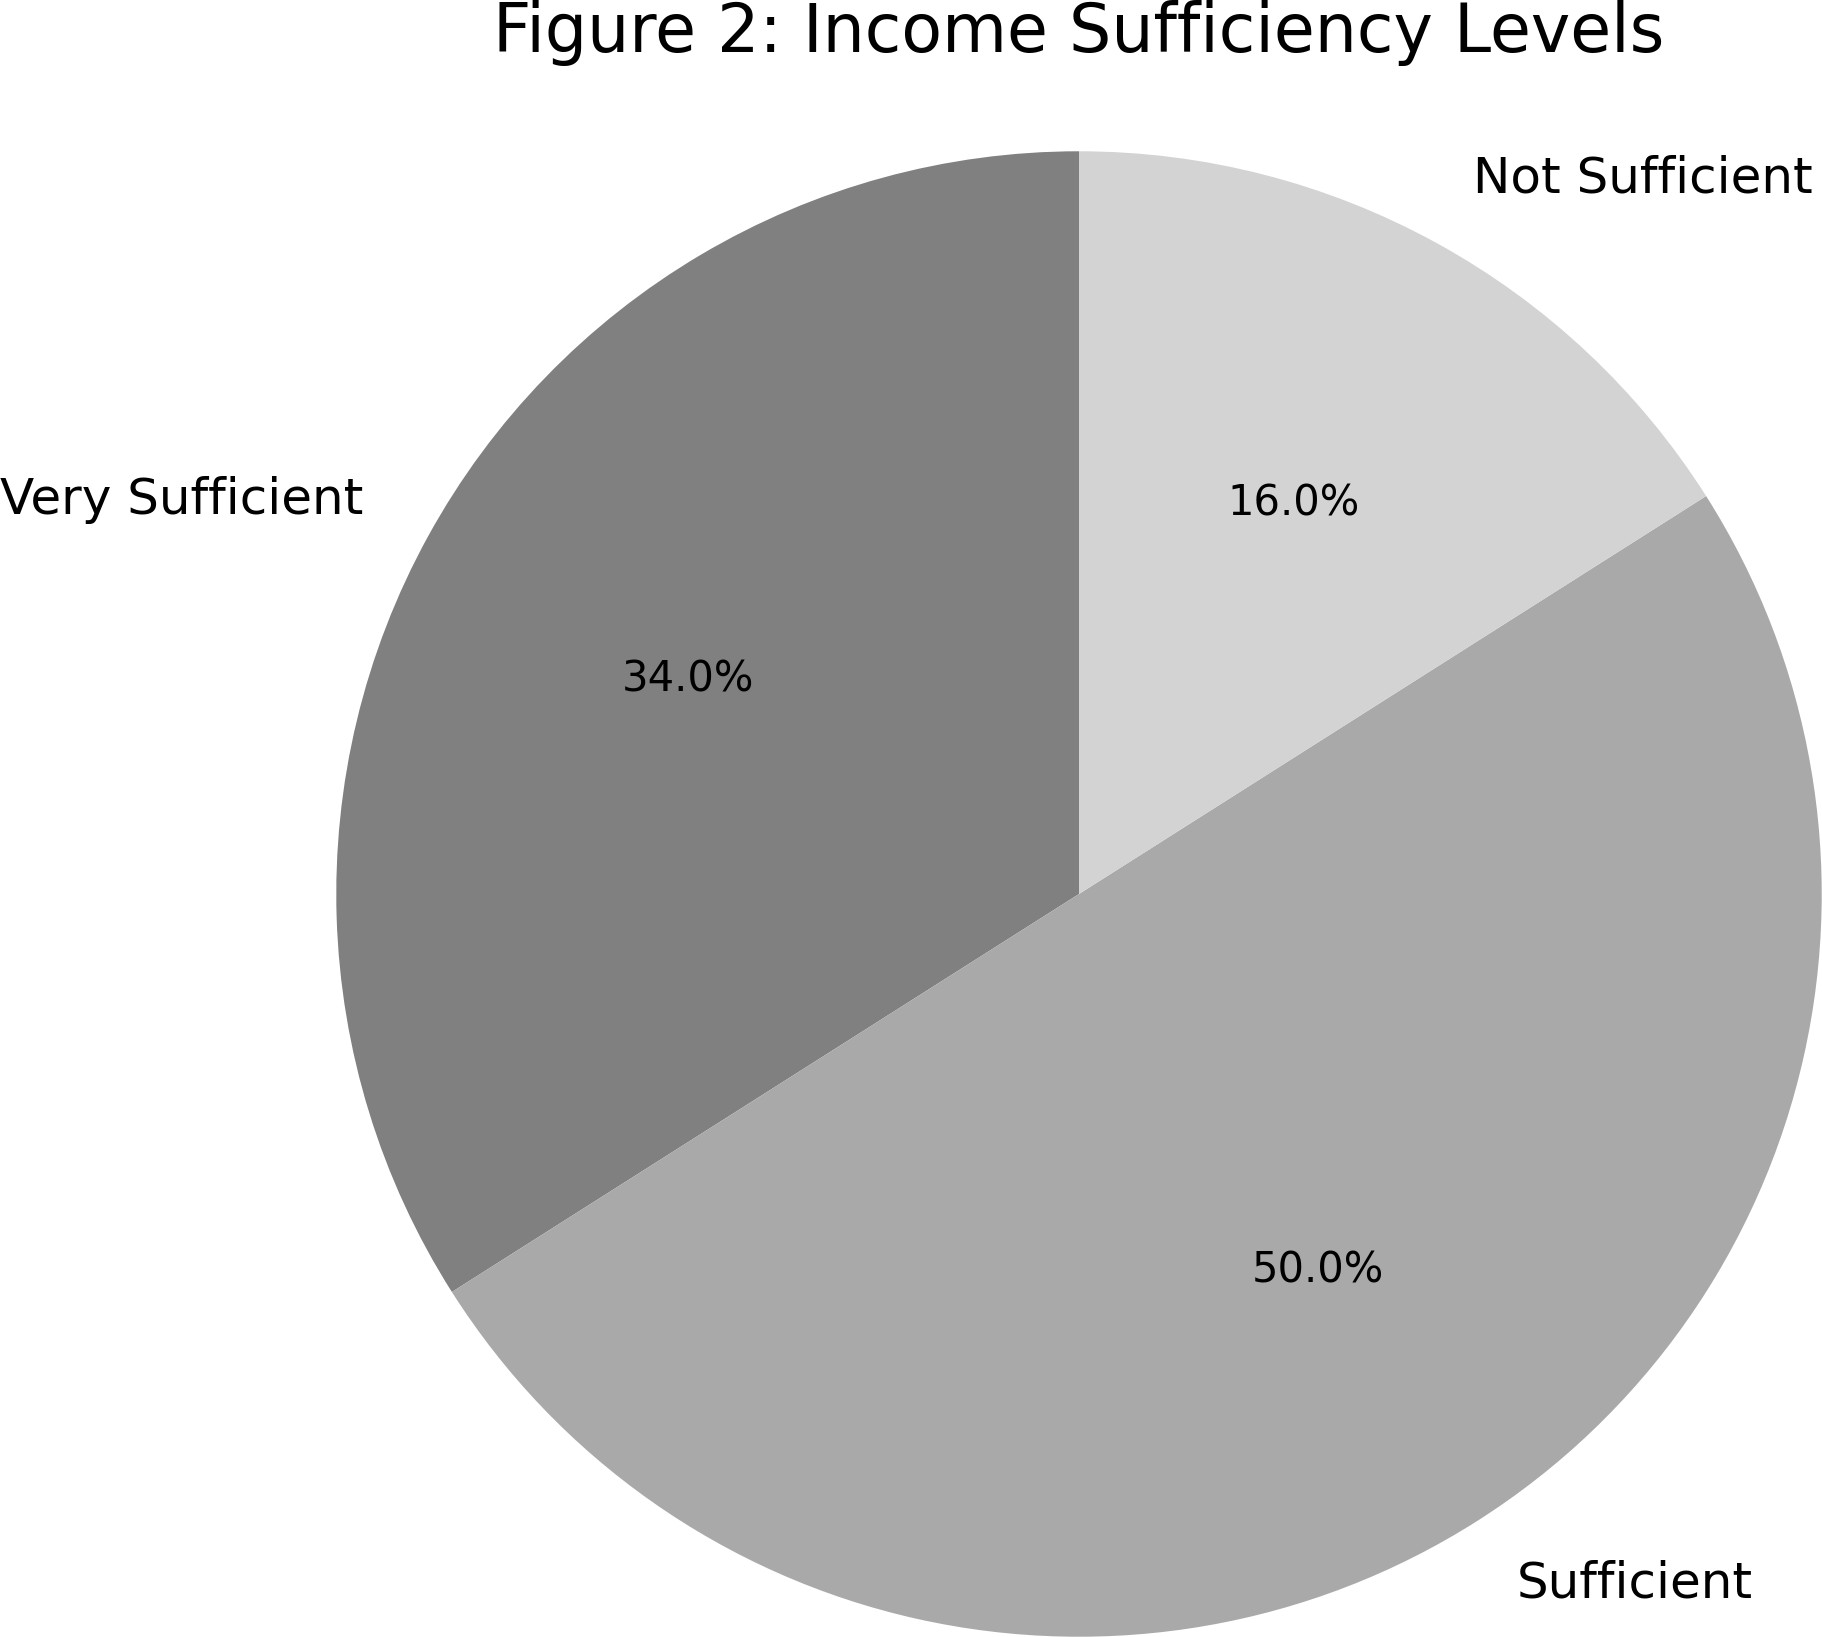 Figure 2: Income Sufficiency Levels
Not Sufficient
Very Sufficient
16.0%
34.0%
50.0%
Sufficient